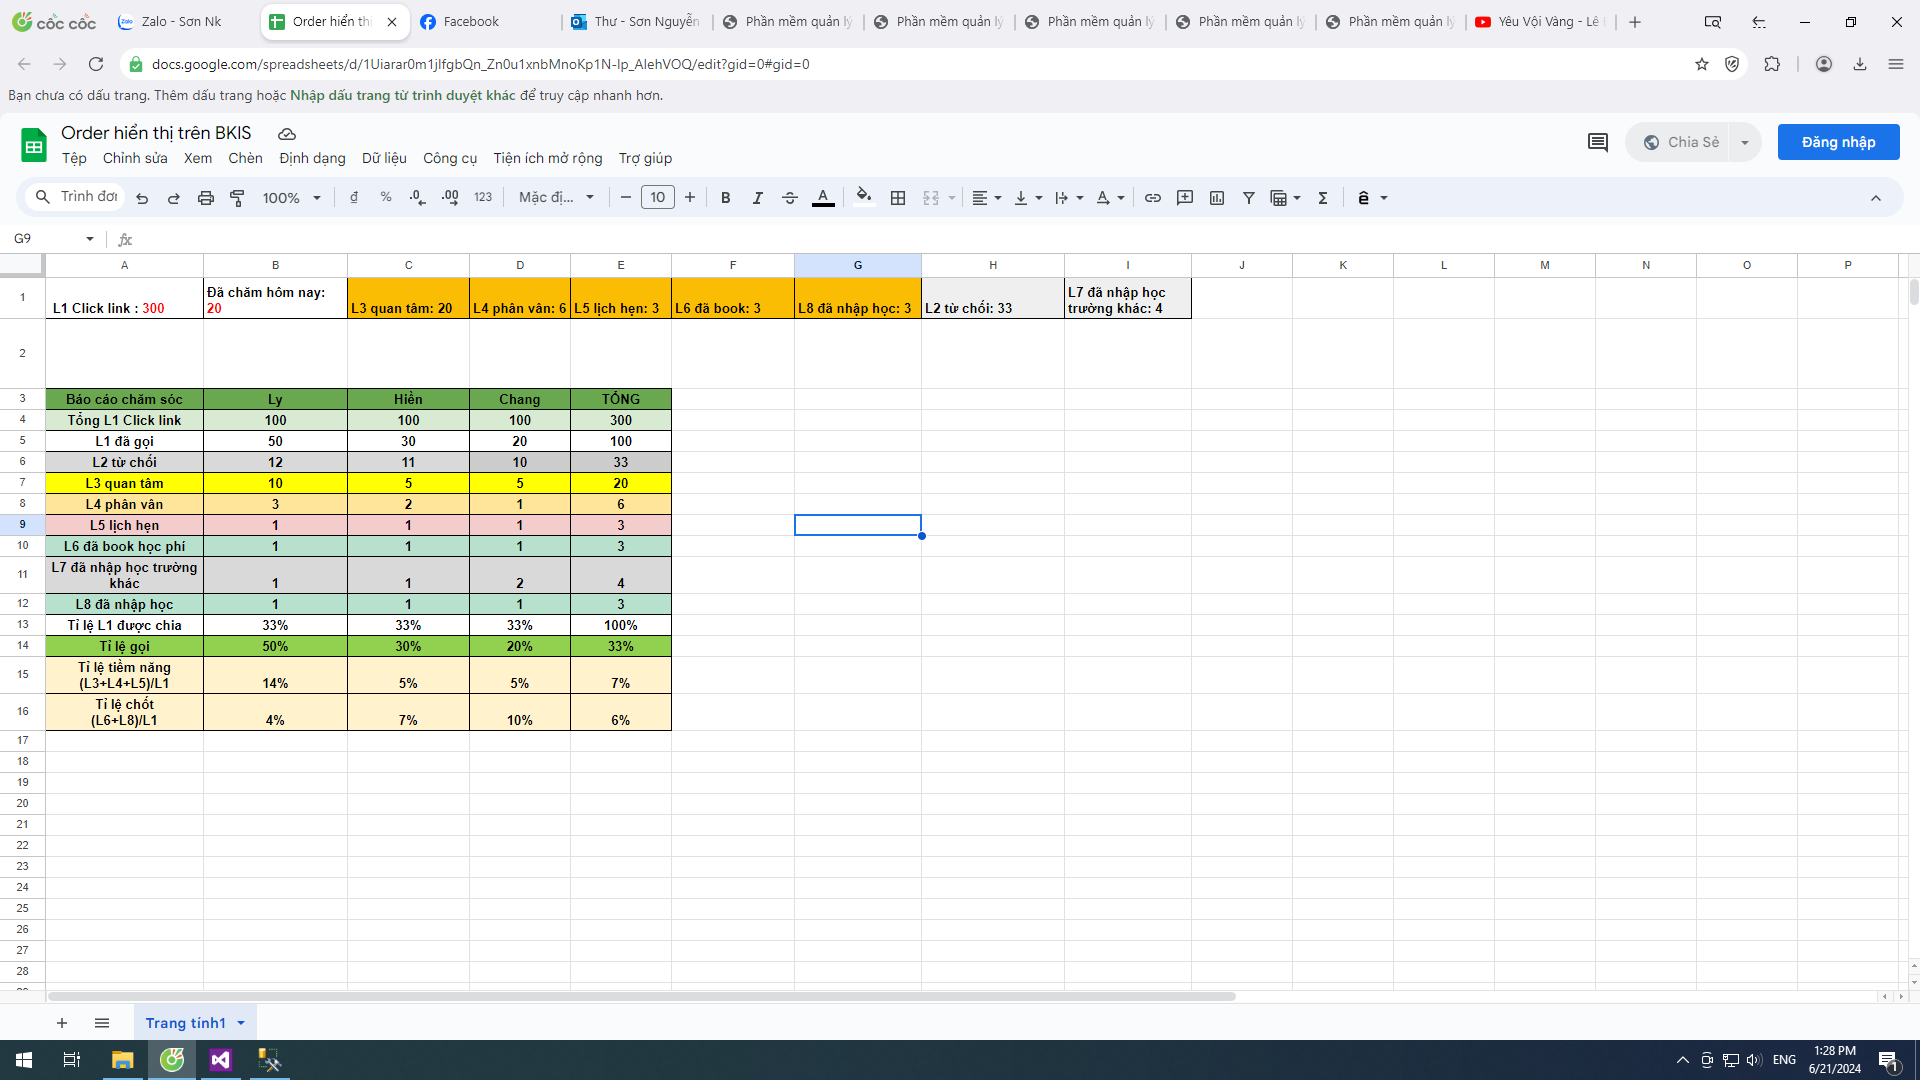 cốc cốc
Zalo - Sơn Nk
Order hiển thị
Facebook
Thư - Sơn Nguyễn
Phần mềm quản lý
Phần mềm quản lý
Phần mềm quản lý
Phần mềm quản lý
Phần mềm quản lý
Yêu Vội Vàng - Lê
docs.google.com/spreadsheets/d/1Uiarar0m1jlfgbQn_Zn0u1xnbMnoKp1N-Ip_AlehVOQ/edit?gid=0#gid=0
Bạn chưa có dấu trang. Thêm dấu trang hoặc Nhập dấu trang từ trình duyệt khác để truy cập nhanh hơn.
Order hiển thị trên BKIS
Tệp Chỉnh sửa Xem Chèn Định dạng Dữ liệu Công cụ Tiện ích mở rộng Trợ giúp
Chia Sẻ
Đăng nhập
Trình đơn 100% đ % .0 .00 123 Mặc đị... 10 B I A ê
G9 fx
A B C D E F G H I J K L M N O P
1 L1 Click link : 300
Đã chăm hôm nay:
20
L3 quan tâm: 20
L4 phân vân: 6
L5 lịch hẹn: 3
L6 đã book: 3
L8 đã nhập học: 3
L2 từ chối: 33
L7 đã nhập học
trường khác: 4
2
3 Báo cáo chăm sóc Ly Hiền Chang TỔNG
4 Tổng L1 Click link 100 100 100 300
5 L1 đã gọi 50 30 20 100
6 L2 từ chối 12 11 10 33
7 L3 quan tâm 10 5 5 20
8 L4 phân vân 3 2 1 6
9 L5 lịch hẹn 1 1 1 3
10 L6 đã book học phí 1 1 1 3
11 L7 đã nhập học trường
khác 1 1 2 4
12 L8 đã nhập học 1 1 1 3
13 Tỉ lệ L1 được chia 33% 33% 33% 100%
14 Tỉ lệ gọi 50% 30% 20% 33%
15 Tỉ lệ tiềm năng
(L3+L4+L5)/L1 14% 5% 5% 7%
16 Tỉ lệ chốt
(L6+L8)/L1 4% 7% 10% 6%
17
18
19
20
21
22
23
24
25
26
27
28
Trang tính1
ENG
1:28 PM
6/21/2024
1